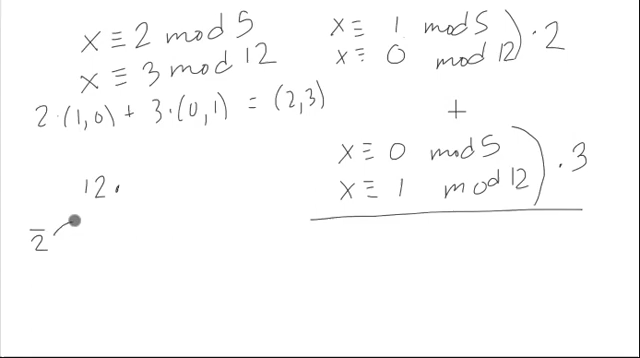 x ≡ 2 mod 5
x ≡ 3 mod 12
2·(1,0) + 3·(0,1) = (2,3)
12·
2̅
x ≡ 1 mod 5
x ≡ 0 mod 12 ) · 2
+
x ≡ 0 mod 5
x ≡ 1 mod 12 ) · 3